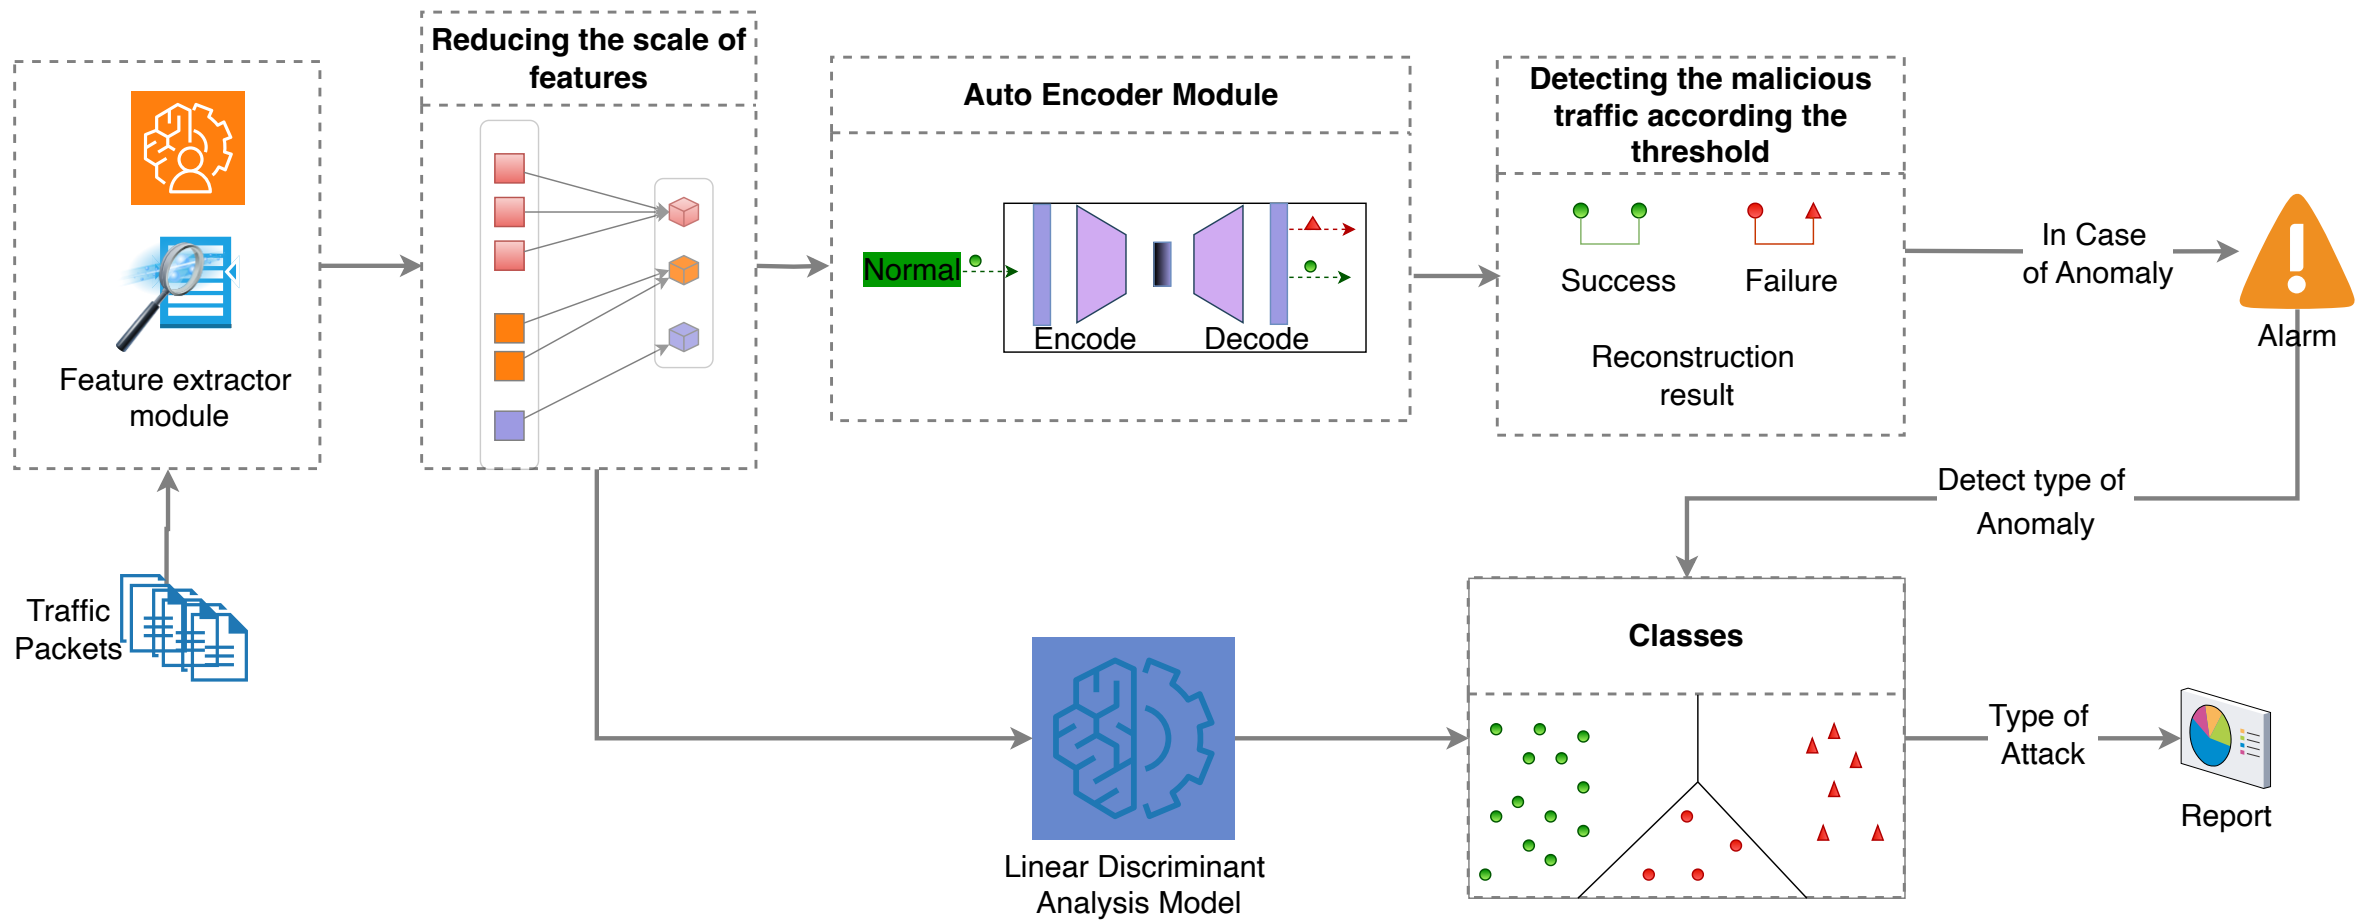 Reducing the scale of
features
Auto Encoder Module
Detecting the malicious
traffic according the
threshold
Feature extractor
module
Normal
Encode
Decode
Success
Failure
Reconstruction
result
In Case
of Anomaly
Alarm
Detect type of
Anomaly
Traffic
Packets
Linear Discriminant
Analysis Model
Classes
Type of
Attack
Report